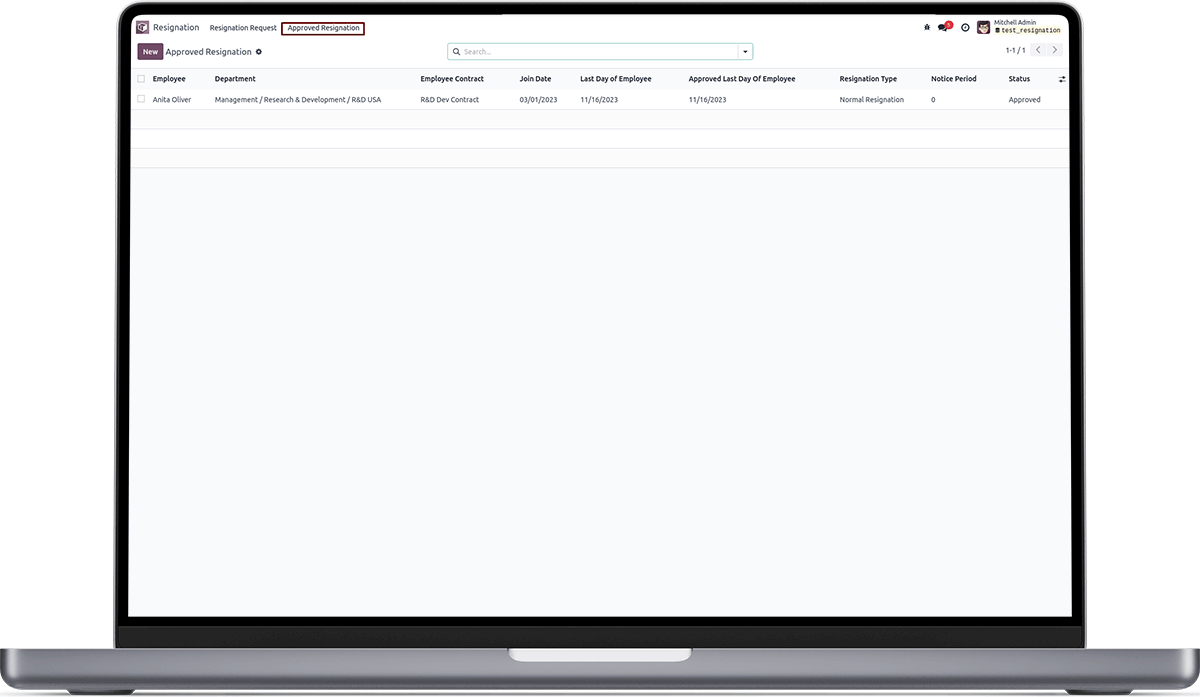 Resignation Resignation Request Approved Resignation 1 Mitchell Admin
test_resignation
New Approved Resignation Search... 1-1 / 1
Employee Department Employee Contract Join Date Last Day of Employee Approved Last Day Of Employee Resignation Type Notice Period Status
Anita Oliver Management / Research & Development / R&D USA R&D Dev Contract 03/01/2023 11/16/2023 11/16/2023 Normal Resignation 0 Approved